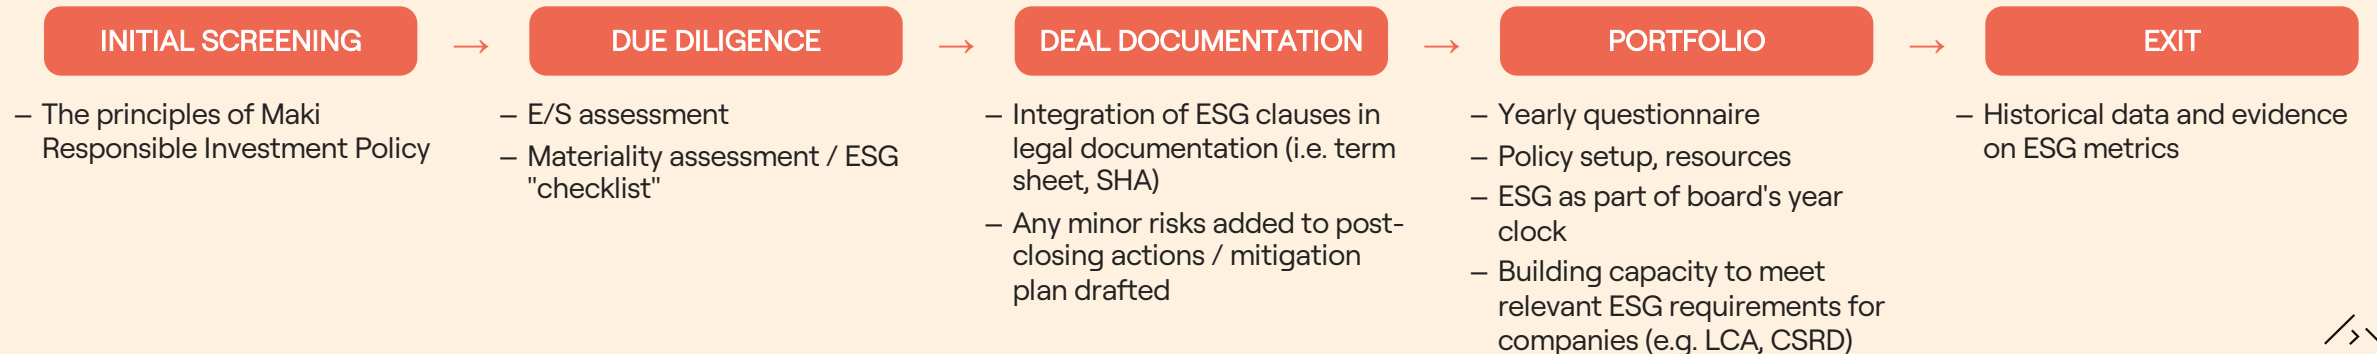 INITIAL SCREENING → DUE DILIGENCE → DEAL DOCUMENTATION → PORTFOLIO → EXIT
– The principles of Maki
Responsible Investment Policy
– E/S assessment
– Materiality assessment / ESG
"checklist"
– Integration of ESG clauses in
legal documentation (i.e. term
sheet, SHA)
– Any minor risks added to post-
closing actions / mitigation
plan drafted
– Yearly questionnaire
– Policy setup, resources
– ESG as part of board's year
clock
– Building capacity to meet
relevant ESG requirements for
companies (e.g. LCA, CSRD)
– Historical data and evidence
on ESG metrics